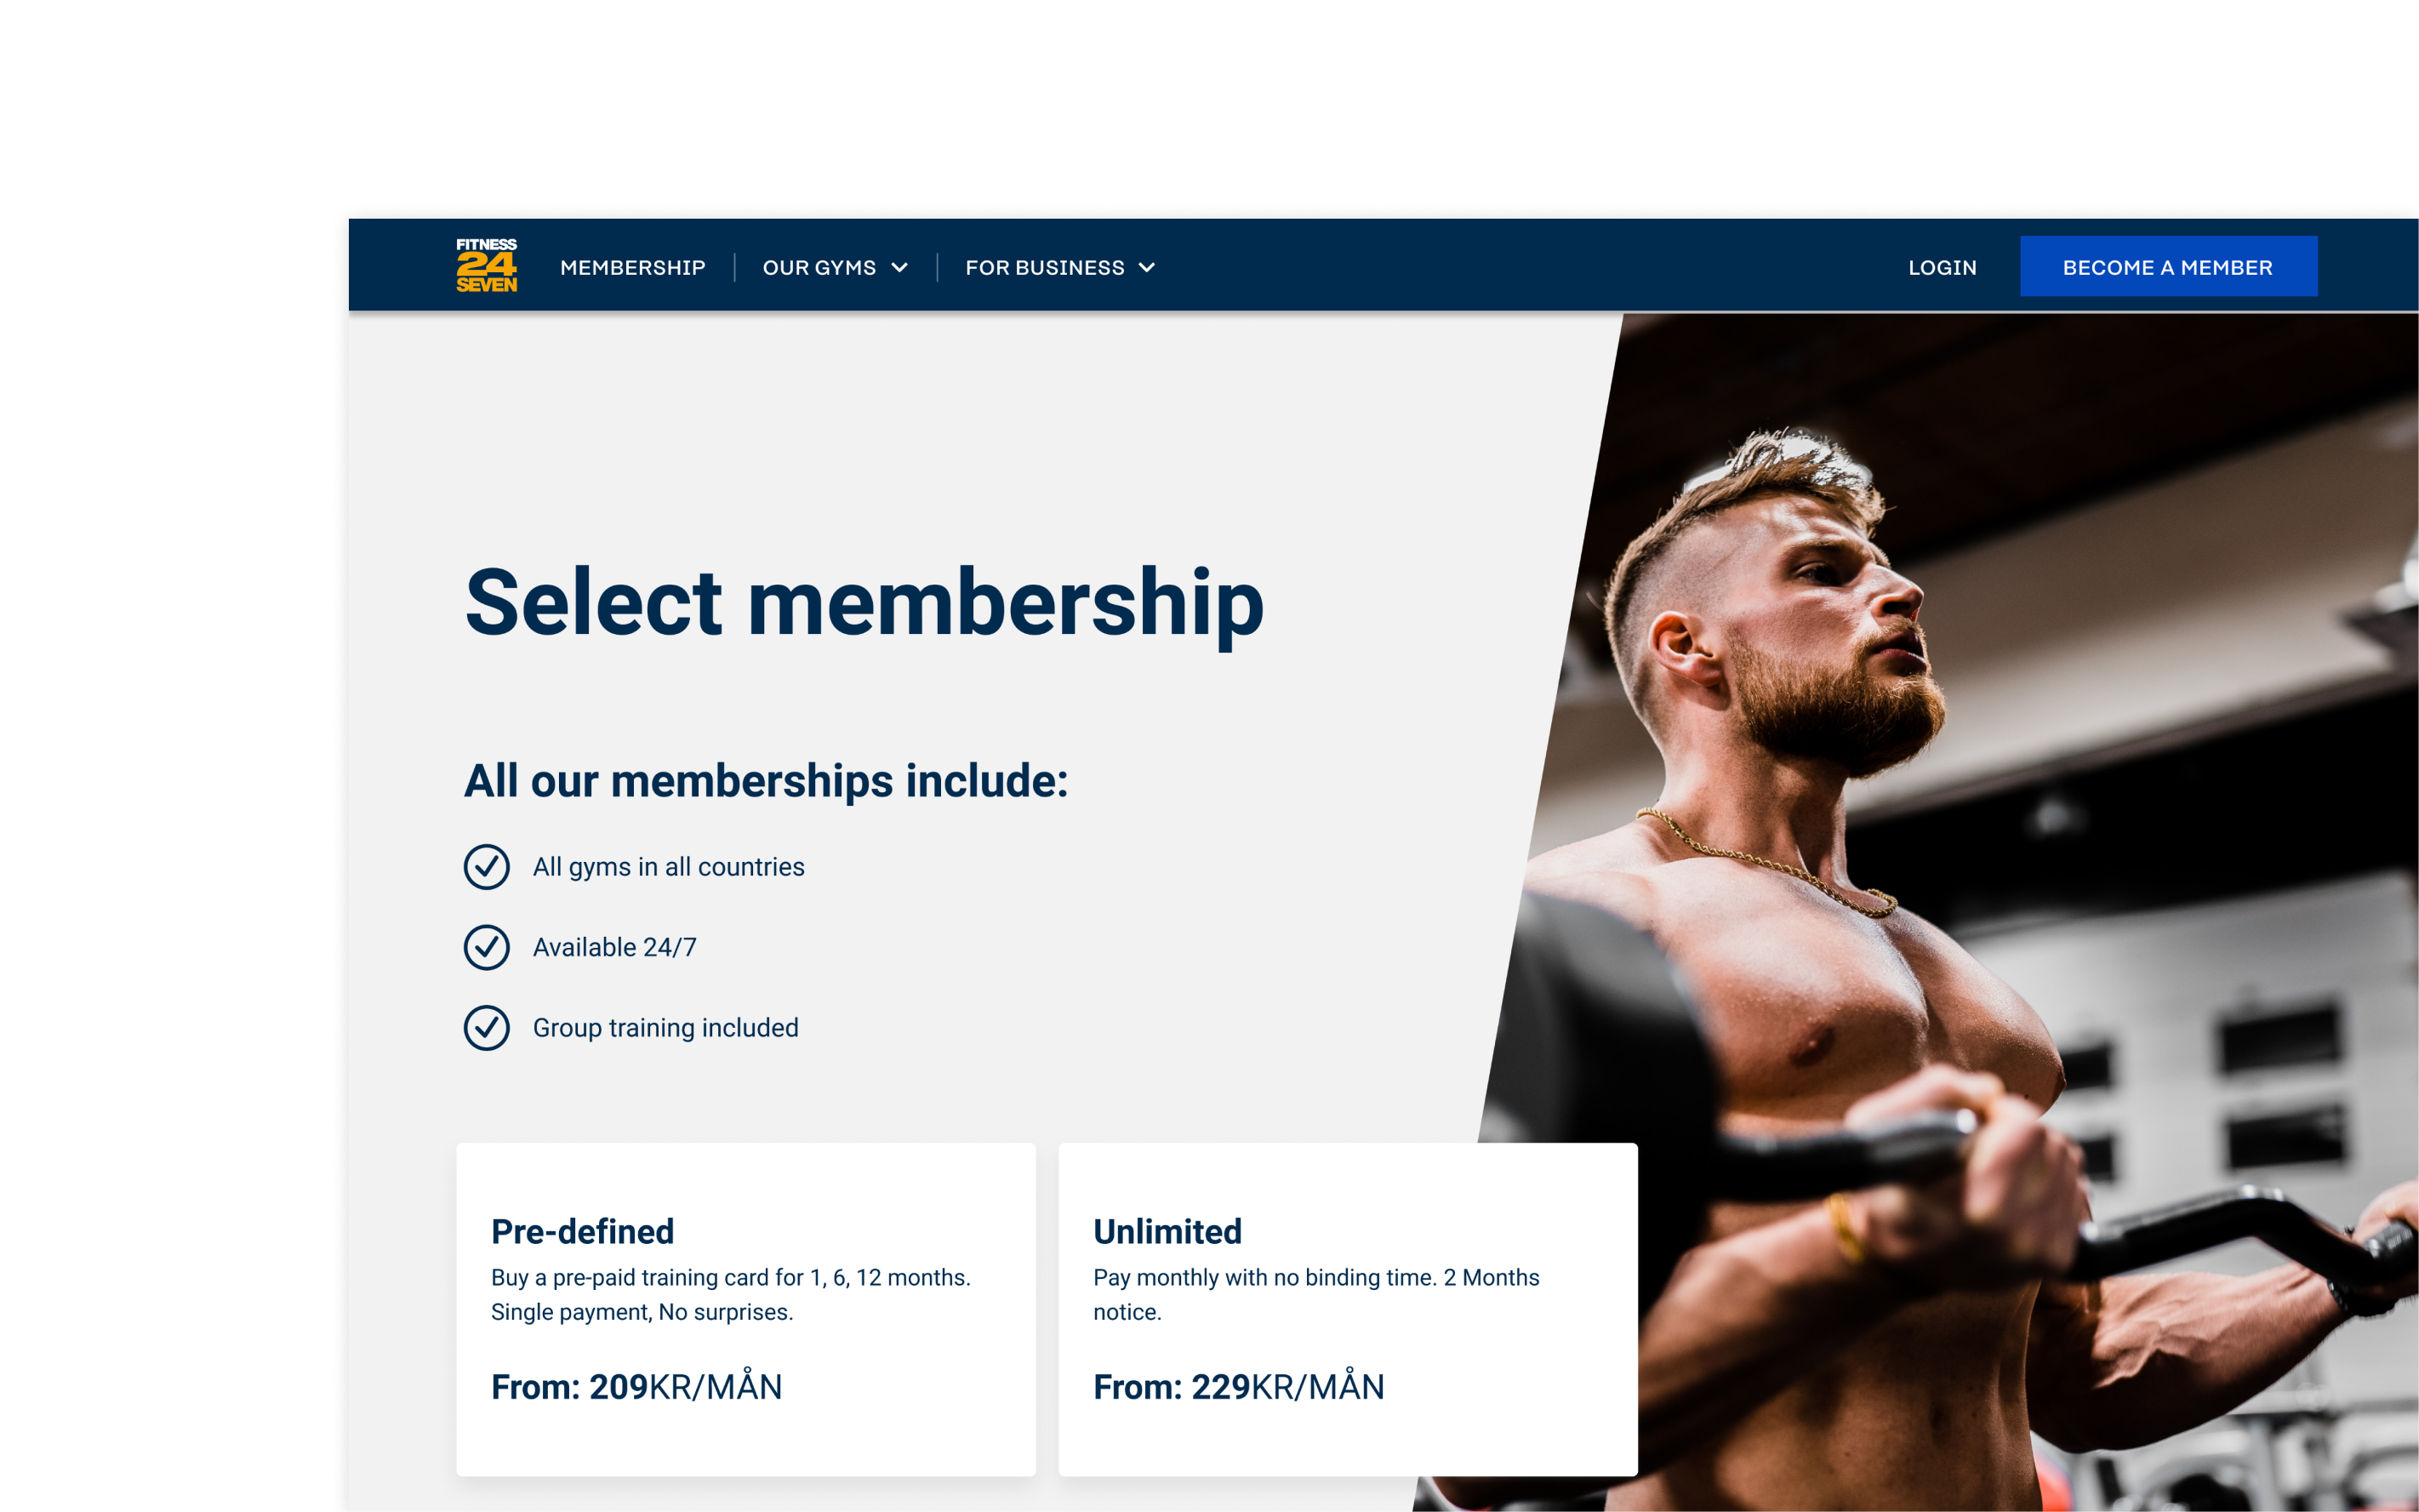 FITNESS
24
SEVEN
MEMBERSHIP
OUR GYMS
FOR BUSINESS
LOGIN
BECOME A MEMBER
Select membership
All our memberships include:
All gyms in all countries
Available 24/7
Group training included
Pre-defined
Buy a pre-paid training card for 1, 6, 12 months.
Single payment, No surprises.
From: 209KR/MÅN
Unlimited
Pay monthly with no binding time. 2 Months
notice.
From: 229KR/MÅN